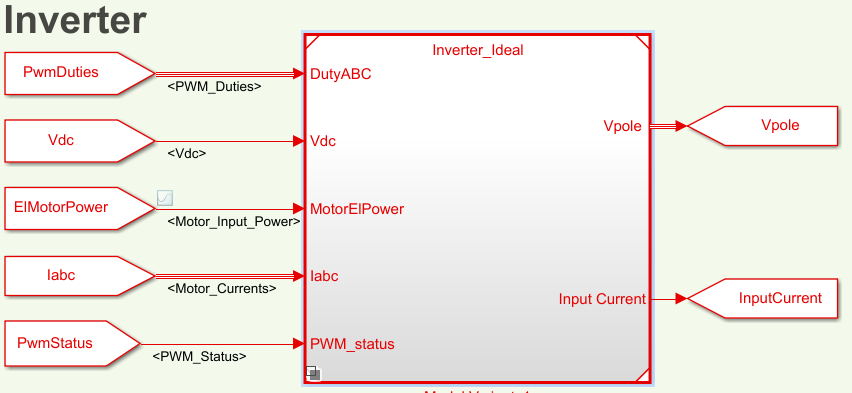 Inverter
Inverter_Ideal
PwmDuties
<PWM_Duties>
DutyABC
Vdc
<Vdc>
Vdc
ElMotorPower
<Motor_Input_Power>
MotorElPower
Iabc
<Motor_Currents>
Iabc
PwmStatus
<PWM_Status>
PWM_status
Vpole
Vpole
Input Current
InputCurrent